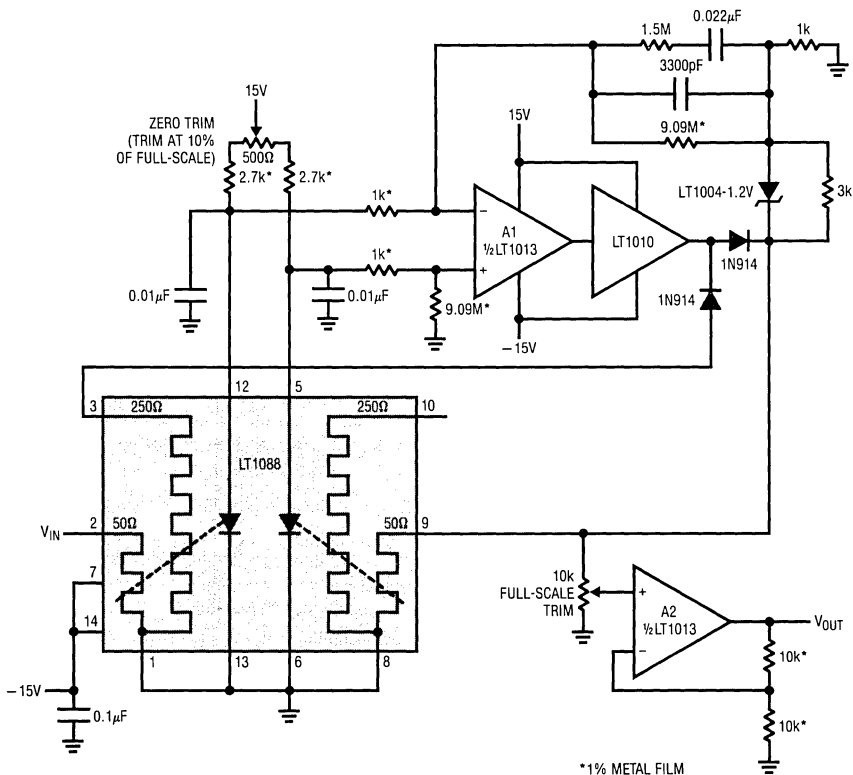 0.022µF
1.5M
1k
3300pF
15V
15V
ZERO TRIM
(TRIM AT 10%
OF FULL-SCALE)
500Ω
9.09M*
2.7k*
2.7k*
1k*
LT1004-1.2V
3k
−
A1
½LT1013
LT1010
1k*
+
1N914
0.01µF
0.01µF
9.09M*
1N914
−15V
12
5
3
250Ω
250Ω
10
LT1088
VIN
2
50Ω
50Ω
9
7
10k
FULL-SCALE
TRIM
+
A2
½LT1013
VOUT
14
−
10k*
1
13
6
8
−15V
0.1µF
10k*
*1% METAL FILM